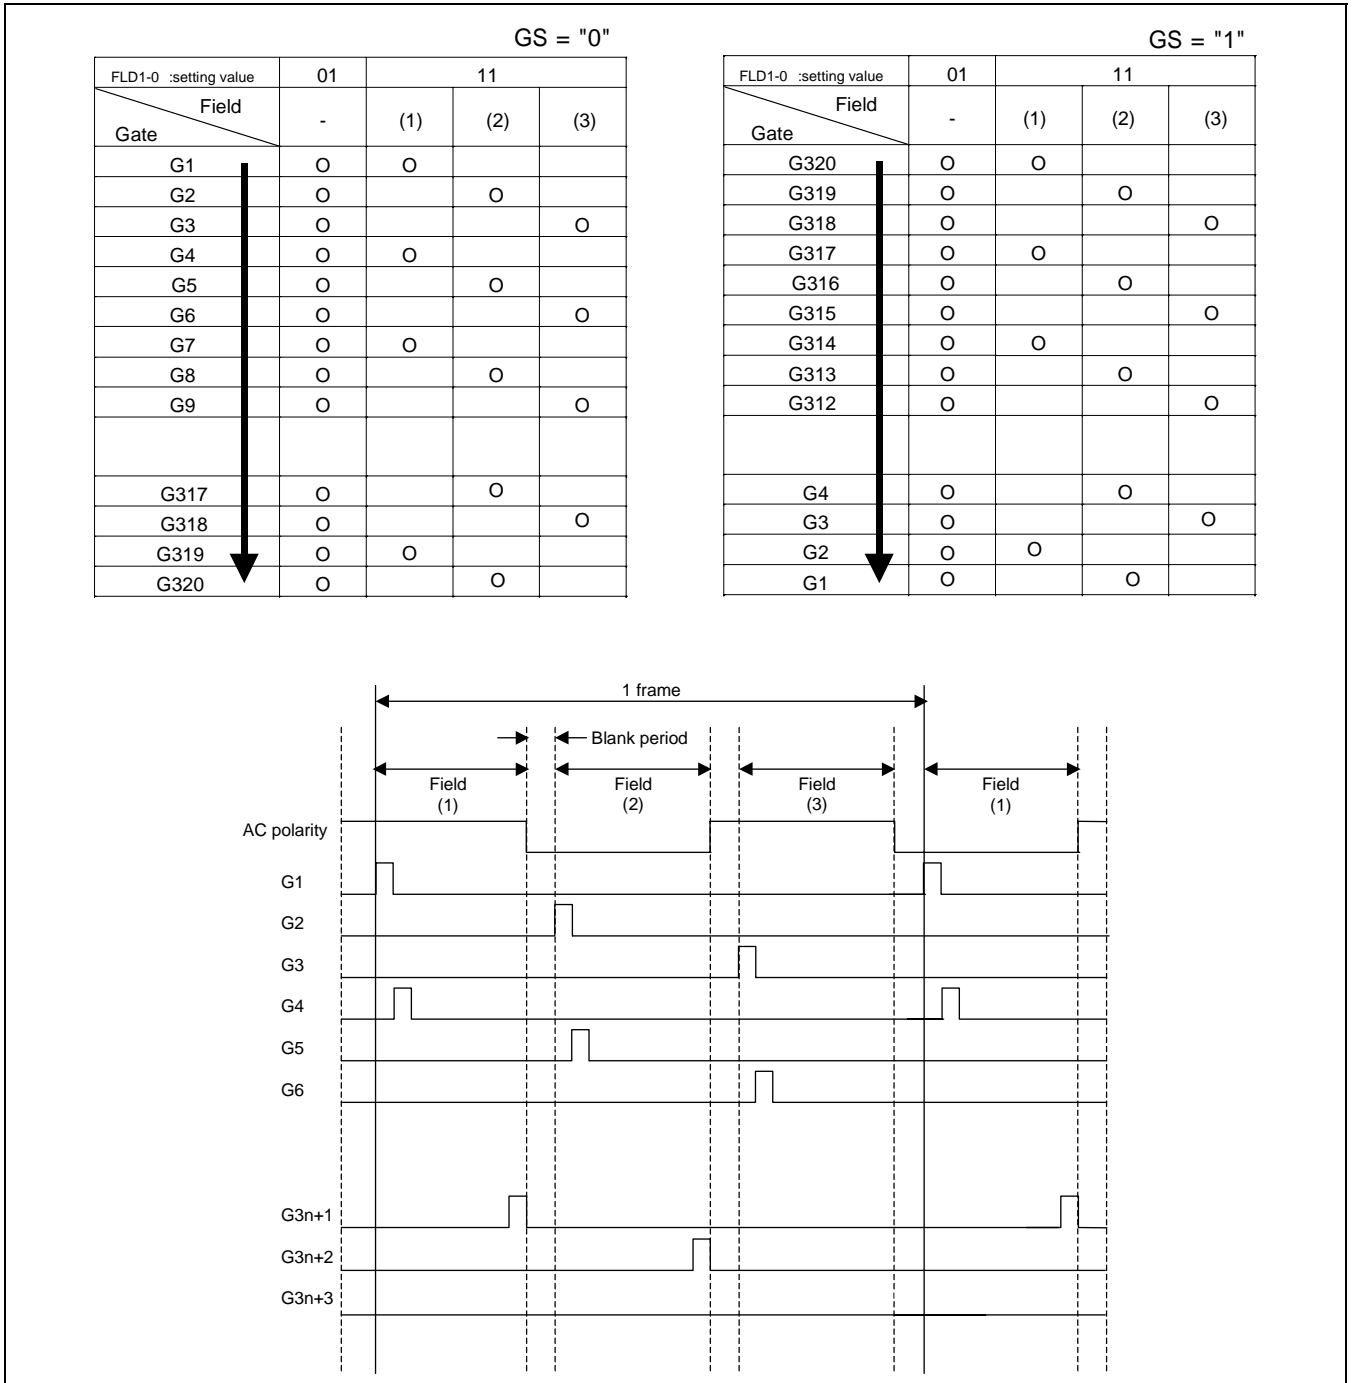 GS = "0"
FLD1-0 :setting value 01 11
Field
Gate - (1) (2) (3)
G1 O O
G2 O O
G3 O O
G4 O O
G5 O O
G6 O O
G7 O O
G8 O O
G9 O O
G317 O O
G318 O O
G319 O O
G320 O O
GS = "1"
FLD1-0 :setting value 01 11
Field
Gate - (1) (2) (3)
G320 O O
G319 O O
G318 O O
G317 O O
G316 O O
G315 O O
G314 O O
G313 O O
G312 O O
G4 O O
G3 O O
G2 O O
G1 O O
1 frame
Blank period
Field Field Field Field
(1) (2) (3) (1)
AC polarity
G1
G2
G3
G4
G5
G6
G3n+1
G3n+2
G3n+3